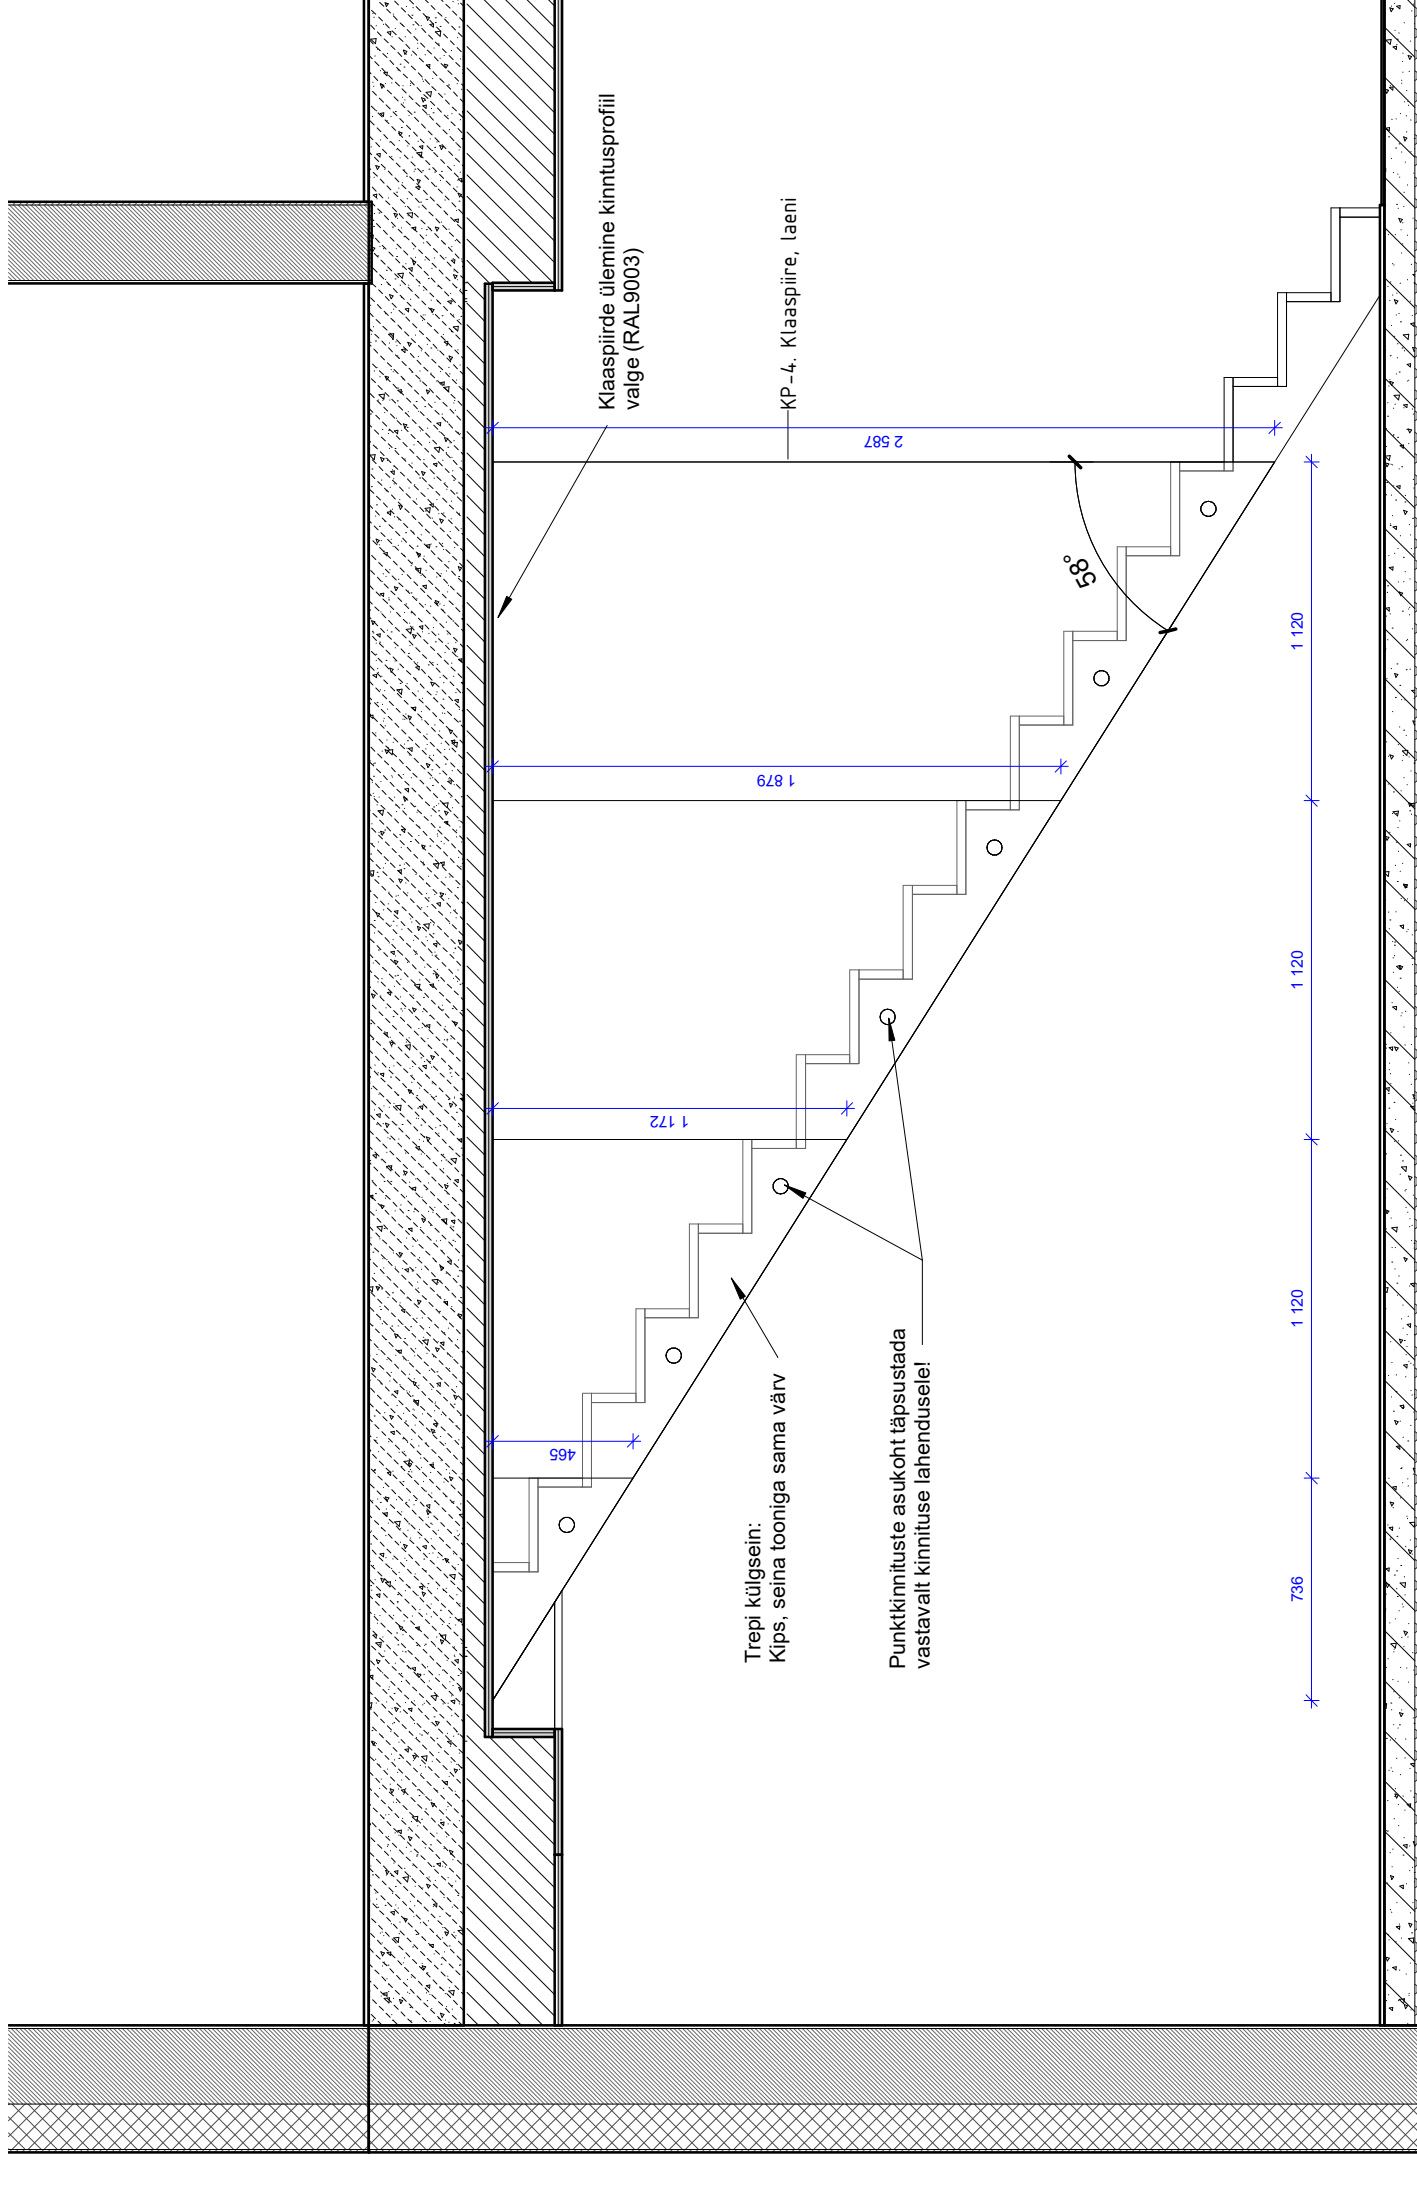 Klaaspiirde ülemine kinntusprofiil
valge (RAL9003)
KP-4. Klaaspiire, laeni
2 587
58°
1 120
1 879
1 120
1 172
1 120
465
736
Trepi külgsein:
Kips, seina tooniga sama värv
Punktkinnituste asukoht täpsustada
vastavalt kinnituse lahendusele!